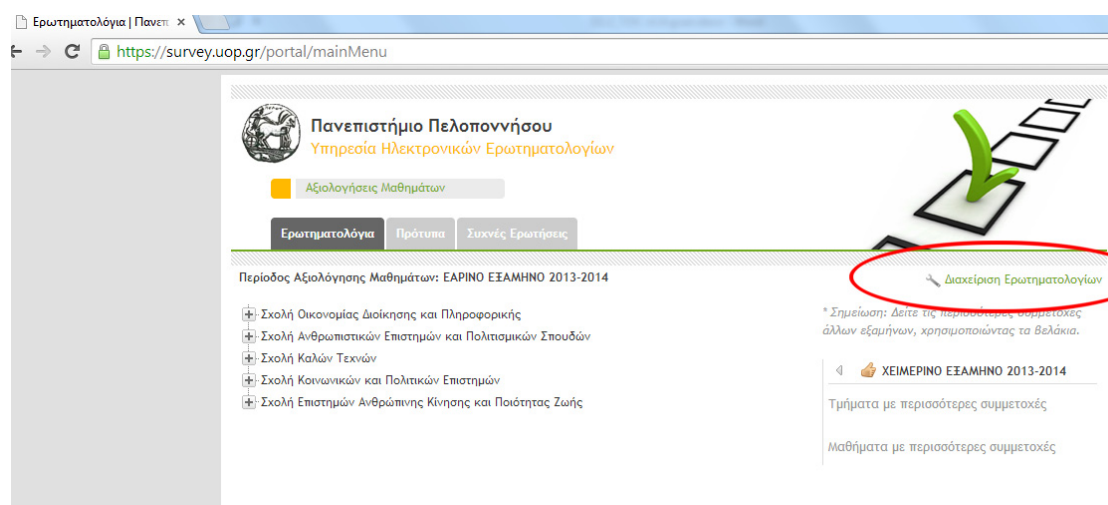 Ερωτηματολόγια | Πανεπ
https://survey.uop.gr/portal/mainMenu
Πανεπιστήμιο Πελοποννήσου
Υπηρεσία Ηλεκτρονικών Ερωτηματολογίων
Αξιολογήσεις Μαθημάτων
Ερωτηματολόγια Πρότυπα Συχνές Ερωτήσεις
Περίοδος Αξιολόγησης Μαθημάτων: ΕΑΡΙΝΟ ΕΞΑΜΗΝΟ 2013-2014
Διαχείριση Ερωτηματολογίων
Σχολή Οικονομίας Διοίκησης και Πληροφορικής
Σχολή Ανθρωπιστικών Επιστημών και Πολιτισμικών Σπουδών
Σχολή Καλών Τεχνών
Σχολή Κοινωνικών και Πολιτικών Επιστημών
Σχολή Επιστημών Ανθρώπινης Κίνησης και Ποιότητας Ζωής
* Σημείωση: Δείτε τις περισσότερες συμμετοχές
άλλων εξαμήνων, χρησιμοποιώντας τα βελάκια.
ΧΕΙΜΕΡΙΝΟ ΕΞΑΜΗΝΟ 2013-2014
Τμήματα με περισσότερες συμμετοχές
Μαθήματα με περισσότερες συμμετοχές